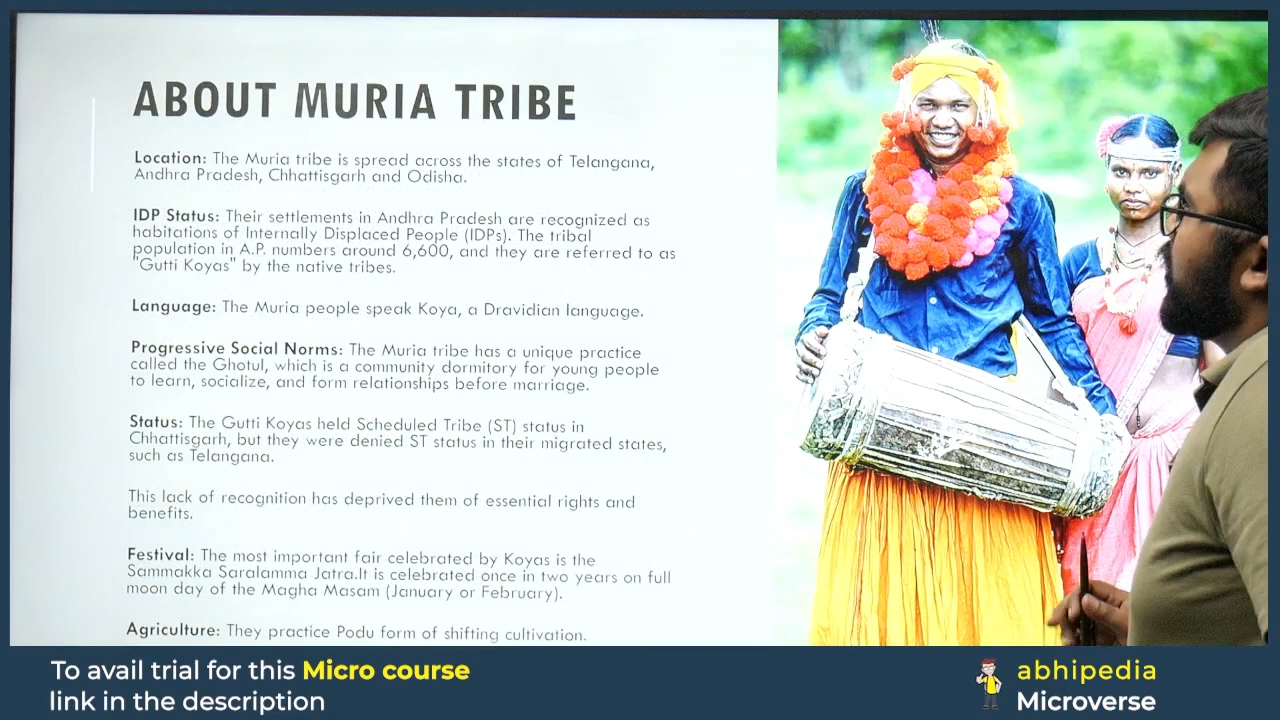 ABOUT MURIA TRIBE
Location: The Muria tribe is spread across the states of Telangana,
Andhra Pradesh, Chhattisgarh and Odisha.
IDP Status: Their settlements in Andhra Pradesh are recognized as
habitations of Internally Displaced People (IDPs). The tribal
population in A.P. numbers around 6,600, and they are referred to as
"Gutti Koyas" by the native tribes.
Language: The Muria people speak Koya, a Dravidian language.
Progressive Social Norms: The Muria tribe has a unique practice
called the Ghotul, which is a community dormitory for young people
to learn, socialize, and form relationships before marriage.
Status: The Gutti Koyas held Scheduled Tribe (ST) status in
Chhattisgarh, but they were denied ST status in their migrated states,
such as Telangana.
This lack of recognition has deprived them of essential rights and
benefits.
Festival: The most important fair celebrated by Koyas is the
Sammakka Saralamma Jatra.It is celebrated once in two years on full
moon day of the Magha Masam (January or February).
Agriculture: They practice Podu form of shifting cultivation.
To avail trial for this Micro course
link in the description
abhipedia
Microverse